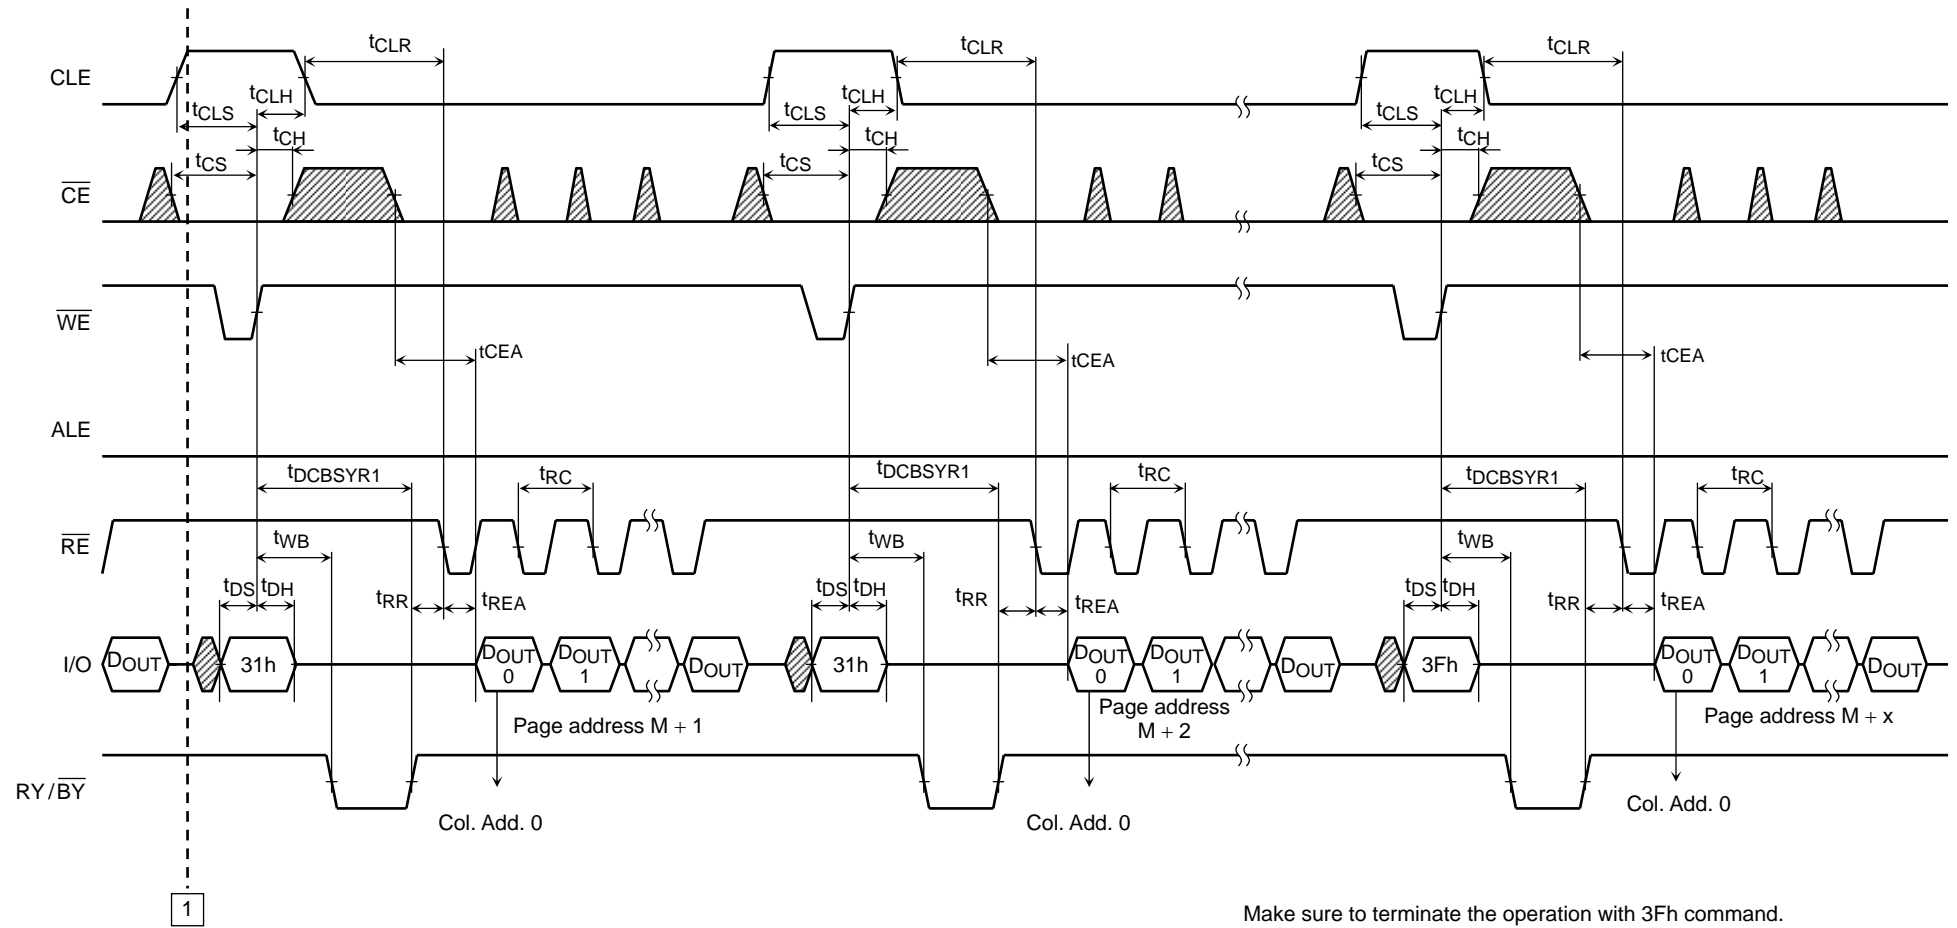 tCLR tCLR tCLR
CLE
tCLH tCLH tCLH
tCLS tCLS tCLS
tCH tCH tCH
tCS tCS tCS
CE
WE
tCEA tCEA tCEA
ALE
tDCBSYR1 tDCBSYR1 tDCBSYR1
tRC tRC tRC
RE
tWB tWB tWB
tDS tDH tDS tDH tDS tDH
tRR tREA tRR tREA tRR tREA
I/O DOUT 31h DOUT 0 DOUT 1 DOUT 31h DOUT 0 DOUT 1 DOUT 3Fh DOUT 0 DOUT 1 DOUT
Page address M + 1
Page address
M + 2
Page address M + x
RY/BY
Col. Add. 0 Col. Add. 0 Col. Add. 0
1
Make sure to terminate the operation with 3Fh command.